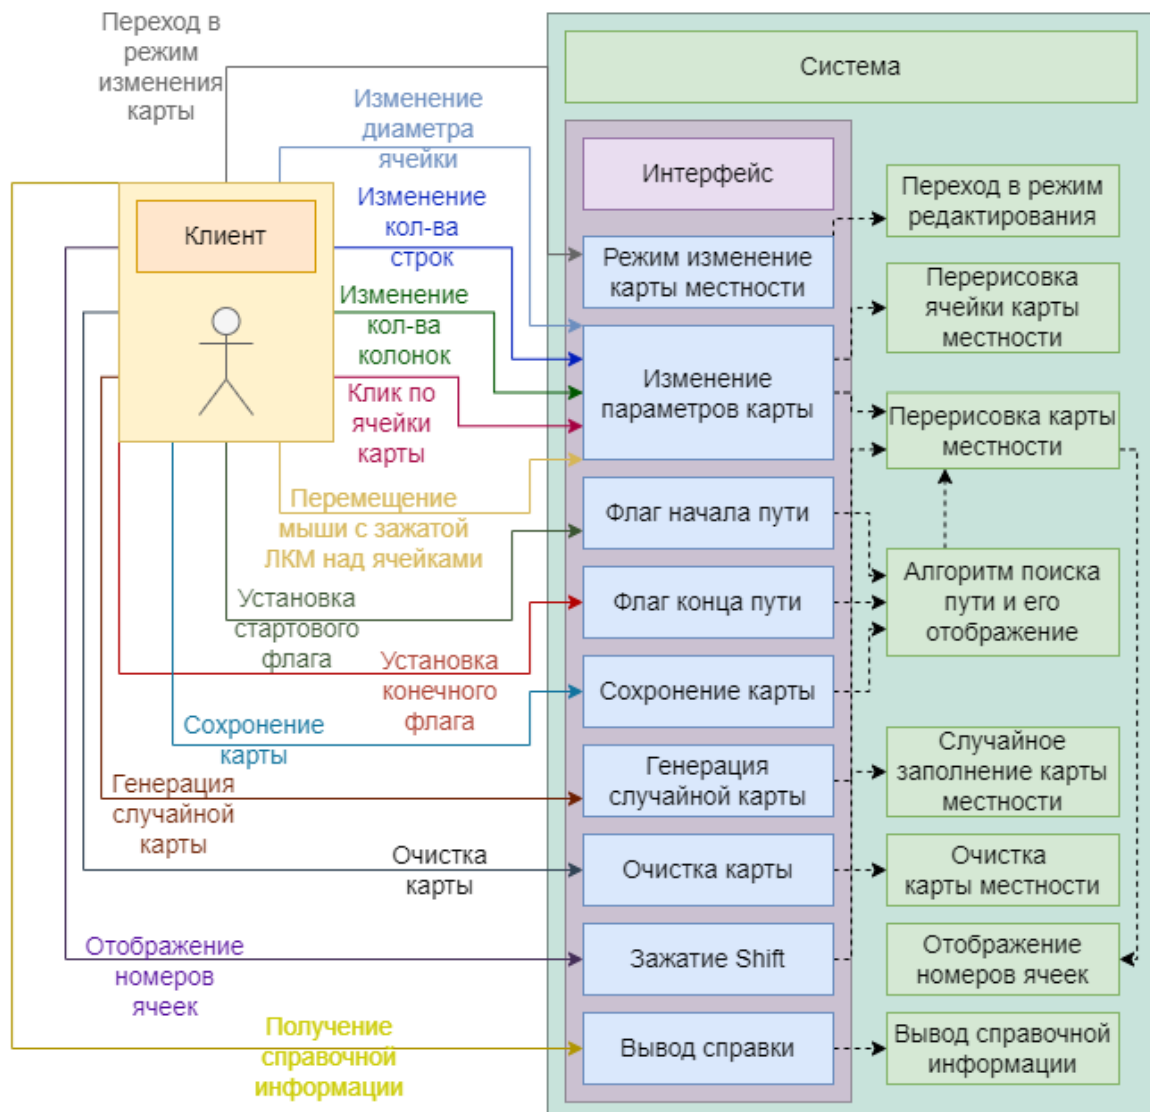 Переход в
режим
изменения
карты
Изменение
диаметра
ячейки
Изменение
кол-ва
строк
Изменение
кол-ва
колонок
Клик по
ячейки
карты
Перемещение
мыши с зажатой
ЛКМ над ячейками
Установка
стартового
флага
Установка
конечного
флага
Сохронение
карты
Генерация
случайной
карты
Очистка
карты
Отображение
номеров
ячеек
Получение
справочной
информации
Клиент
Система
Интерфейс
Режим изменение
карты местности
Изменение
параметров карты
Флаг начала пути
Флаг конца пути
Сохронение карты
Генерация
случайной карты
Очистка карты
Зажатие Shift
Вывод справки
Переход в режим
редактирования
Перерисовка
ячейки карты
местности
Перерисовка карты
местности
Алгоритм поиска
пути и его
отображение
Случайное
заполнение карты
местности
Очистка
карты местности
Отображение
номеров ячеек
Вывод справочной
информации